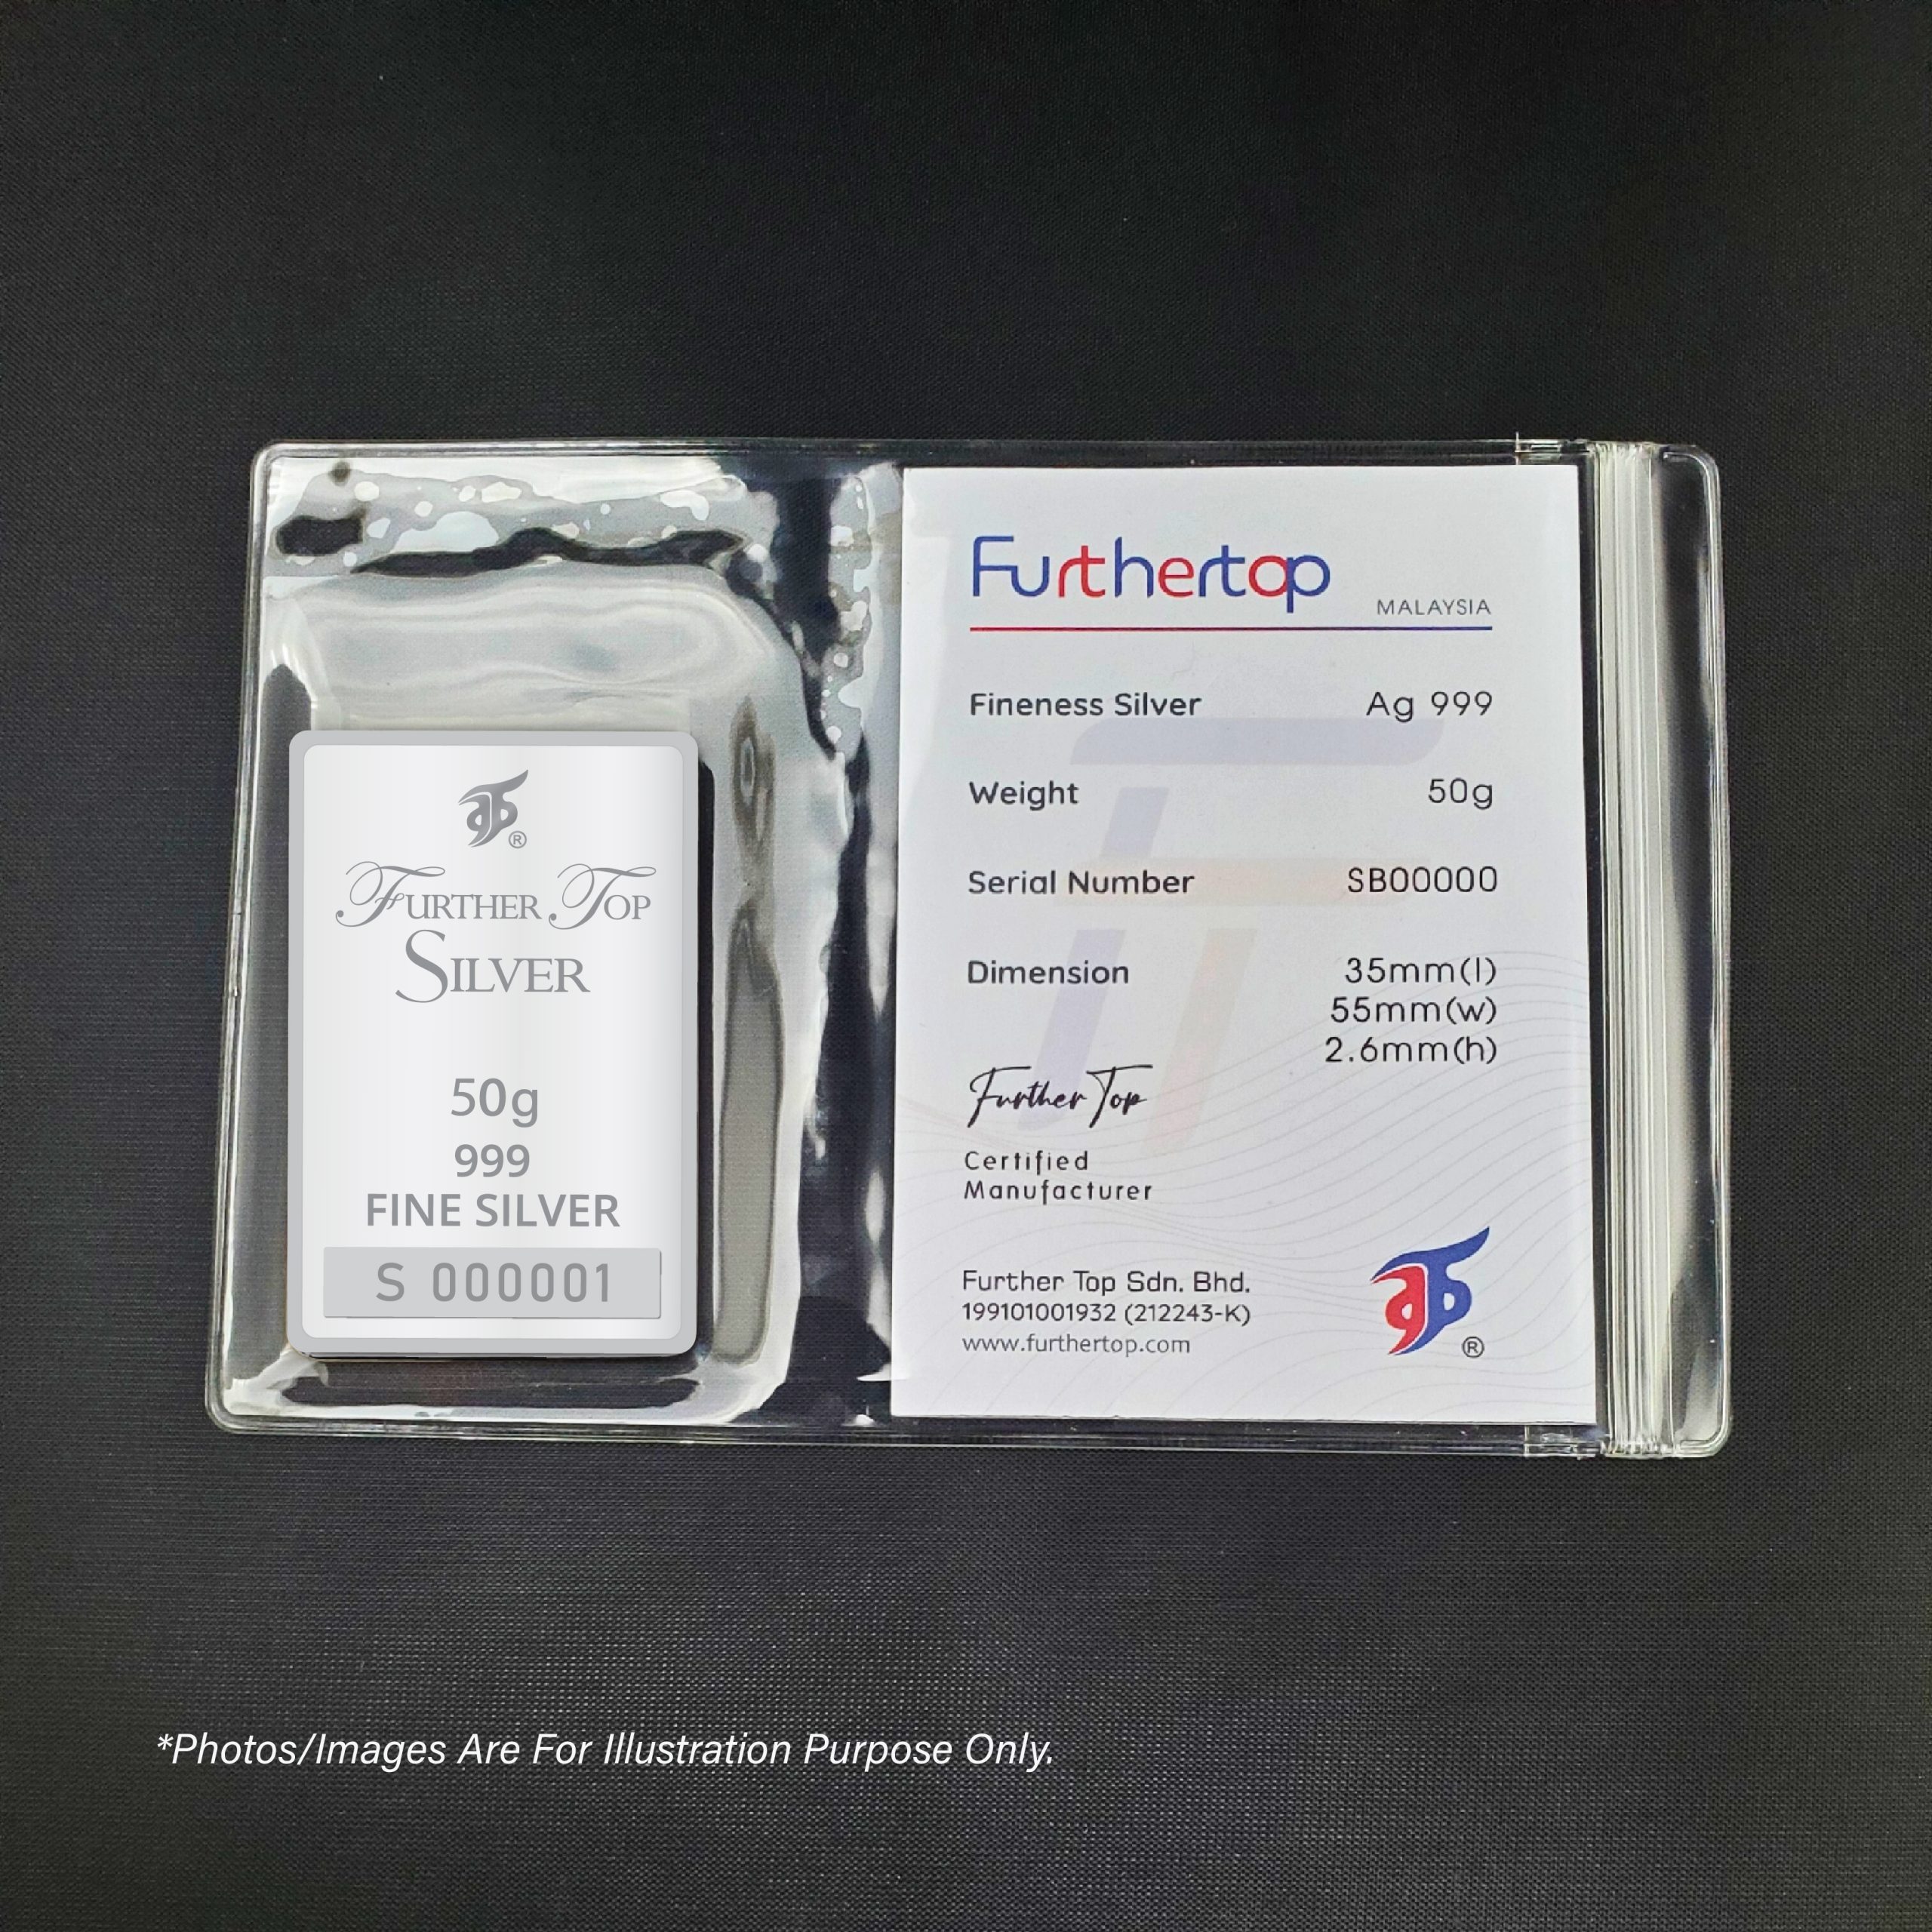 ®
FURTHER TOP
SILVER
50g
999
FINE SILVER
S 000001
Furthertop
MALAYSIA
Fineness Silver Ag 999
Weight 50g
Serial Number SB00000
Dimension 35mm(l)
55mm(w)
2.6mm(h)
Further Top
Certified
Manufacturer
Further Top Sdn. Bhd.
199101001932 (212243-K)
www.furthertop.com
®
*Photos/Images Are For Illustration Purpose Only.